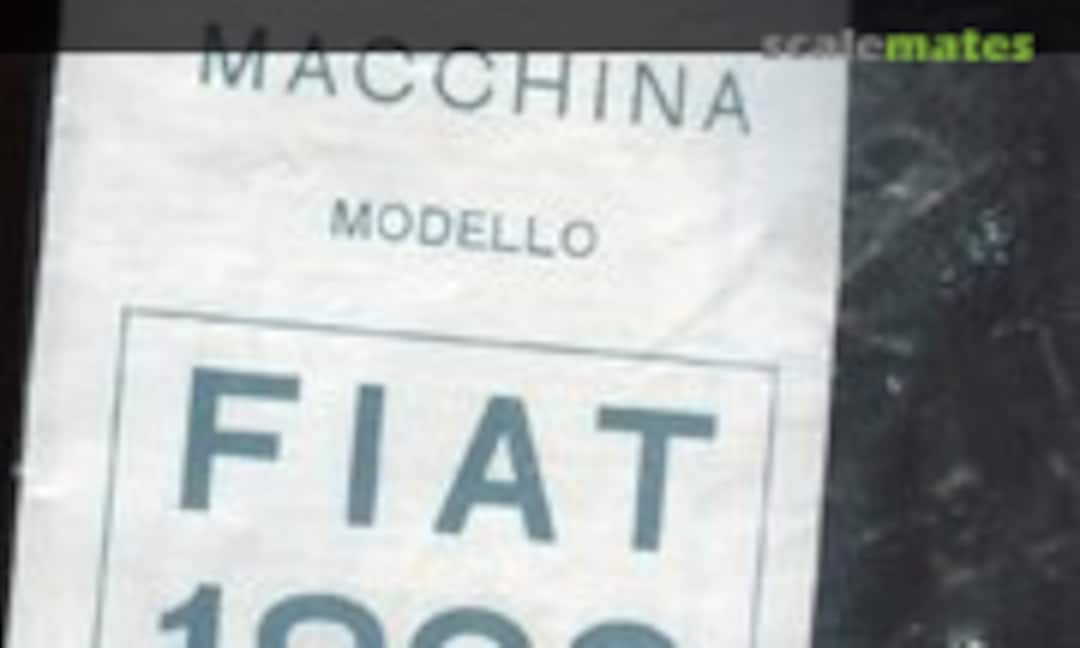 scalemates
MACCHINA
MODELLO
FIAT